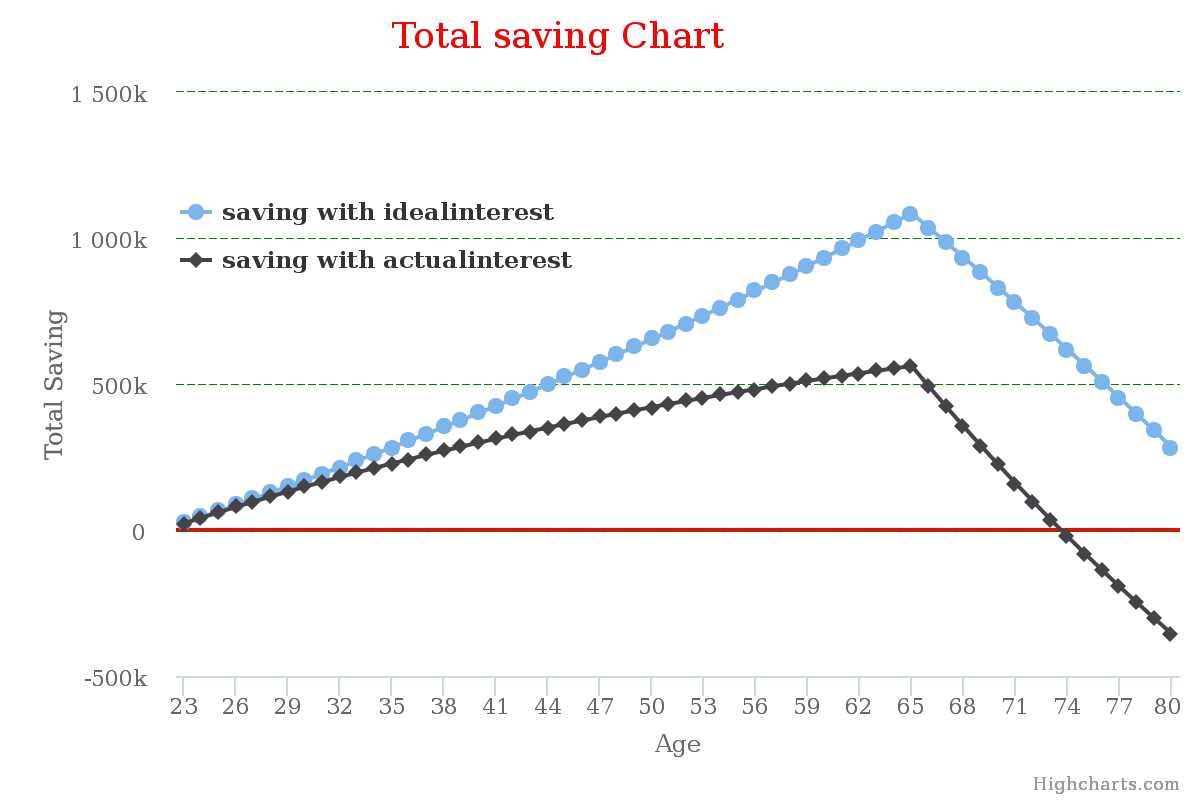 Total saving Chart
1 500k
saving with idealinterest
1 000k
saving with actualinterest
Total Saving
500k
0
-500k
23 26 29 32 35 38 41 44 47 50 53 56 59 62 65 68 71 74 77 80
Age
Highcharts.com